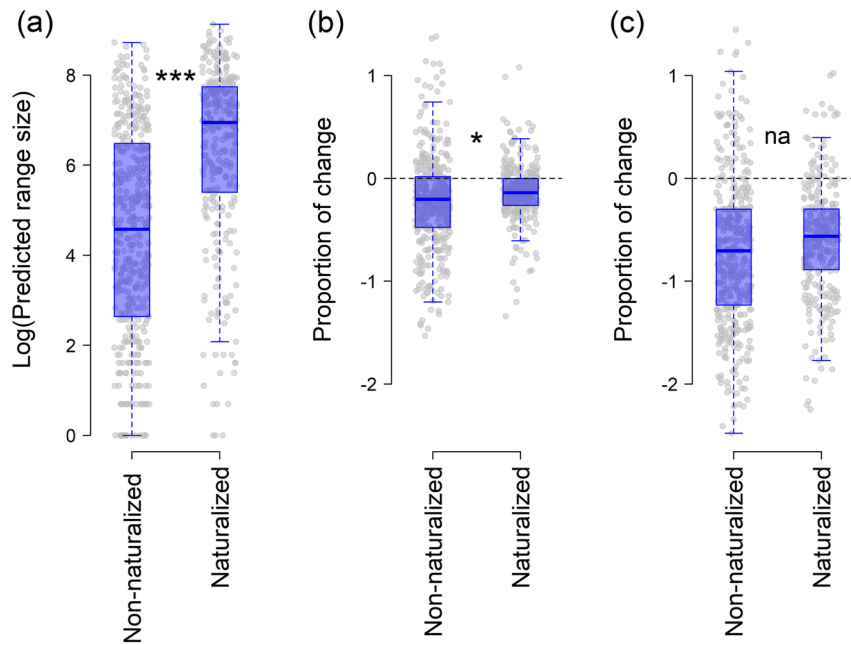 (a)
Log(Predicted range size)
8
6
4
2
0
***
Non-naturalized
Naturalized
(b)
Proportion of change
1
0
-1
-2
*
Non-naturalized
Naturalized
(c)
Proportion of change
1
0
-1
-2
na
Non-naturalized
Naturalized